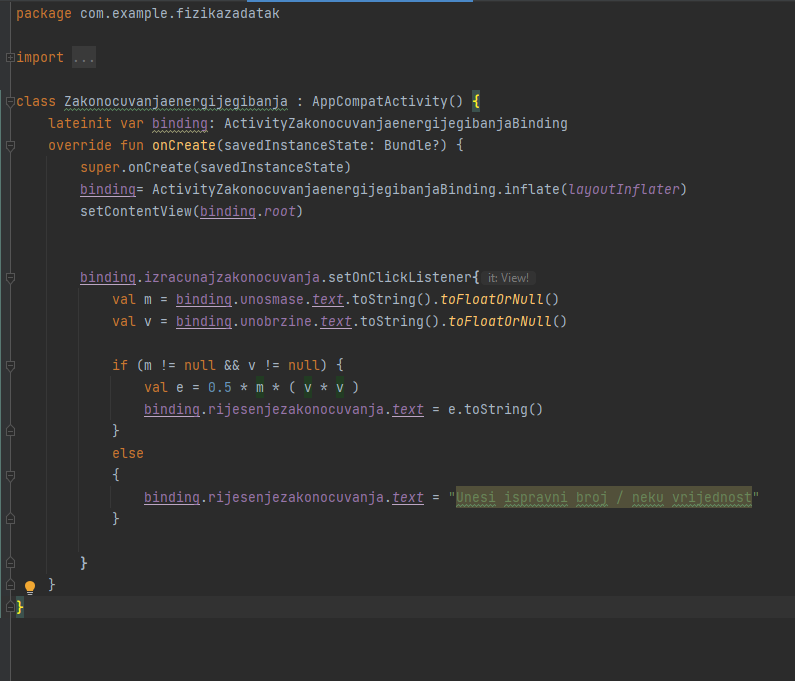 package com.example.fizikazadatak
import ...
class Zakonocuvanjaenergijegibanja : AppCompatActivity() {
lateinit var binding: ActivityZakonocuvanjaenergijegibanjaBinding
override fun onCreate(savedInstanceState: Bundle?) {
super.onCreate(savedInstanceState)
binding= ActivityZakonocuvanjaenergijegibanjaBinding.inflate(layoutInflater)
setContentView(binding.root)
binding.izracunajzakonocuvanja.setOnClickListener{ it: View!
val m = binding.unosmase.text.toString().toFloatOrNull()
val v = binding.unobrzine.text.toString().toFloatOrNull()
if (m != null && v != null) {
val e = 0.5 * m * ( v * v )
binding.rijesenjezakonocuvanja.text = e.toString()
}
else
{
binding.rijesenjezakonocuvanja.text = "Unesi ispravni broj / neku vrijednost"
}
}
}
}